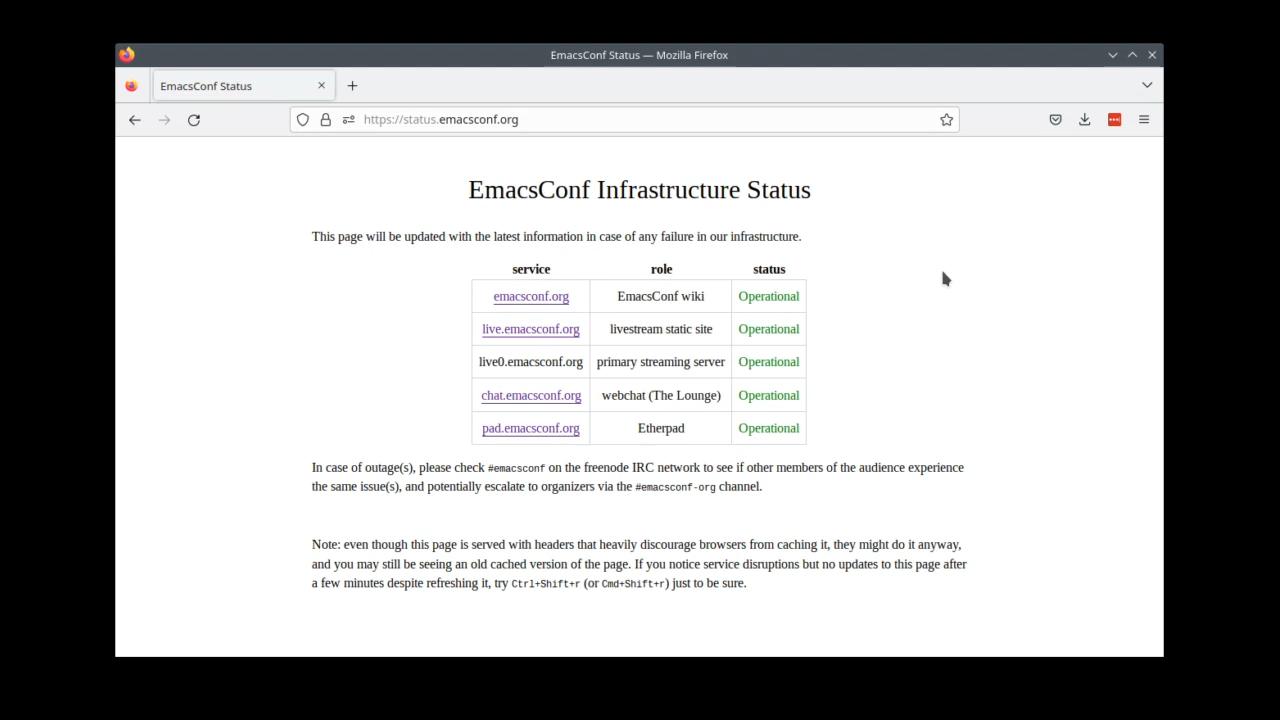 EmacsConf Status — Mozilla Firefox
EmacsConf Status
https://status.emacsconf.org
EmacsConf Infrastructure Status
This page will be updated with the latest information in case of any failure in our infrastructure.
service role status
emacsconf.org EmacsConf wiki Operational
live.emacsconf.org livestream static site Operational
live0.emacsconf.org primary streaming server Operational
chat.emacsconf.org webchat (The Lounge) Operational
pad.emacsconf.org Etherpad Operational
In case of outage(s), please check #emacsconf on the freenode IRC network to see if other members of the audience experience
the same issue(s), and potentially escalate to organizers via the #emacsconf-org channel.
Note: even though this page is served with headers that heavily discourage browsers from caching it, they might do it anyway,
and you may still be seeing an old cached version of the page. If you notice service disruptions but no updates to this page after
a few minutes despite refreshing it, try Ctrl+Shift+r (or Cmd+Shift+r) just to be sure.